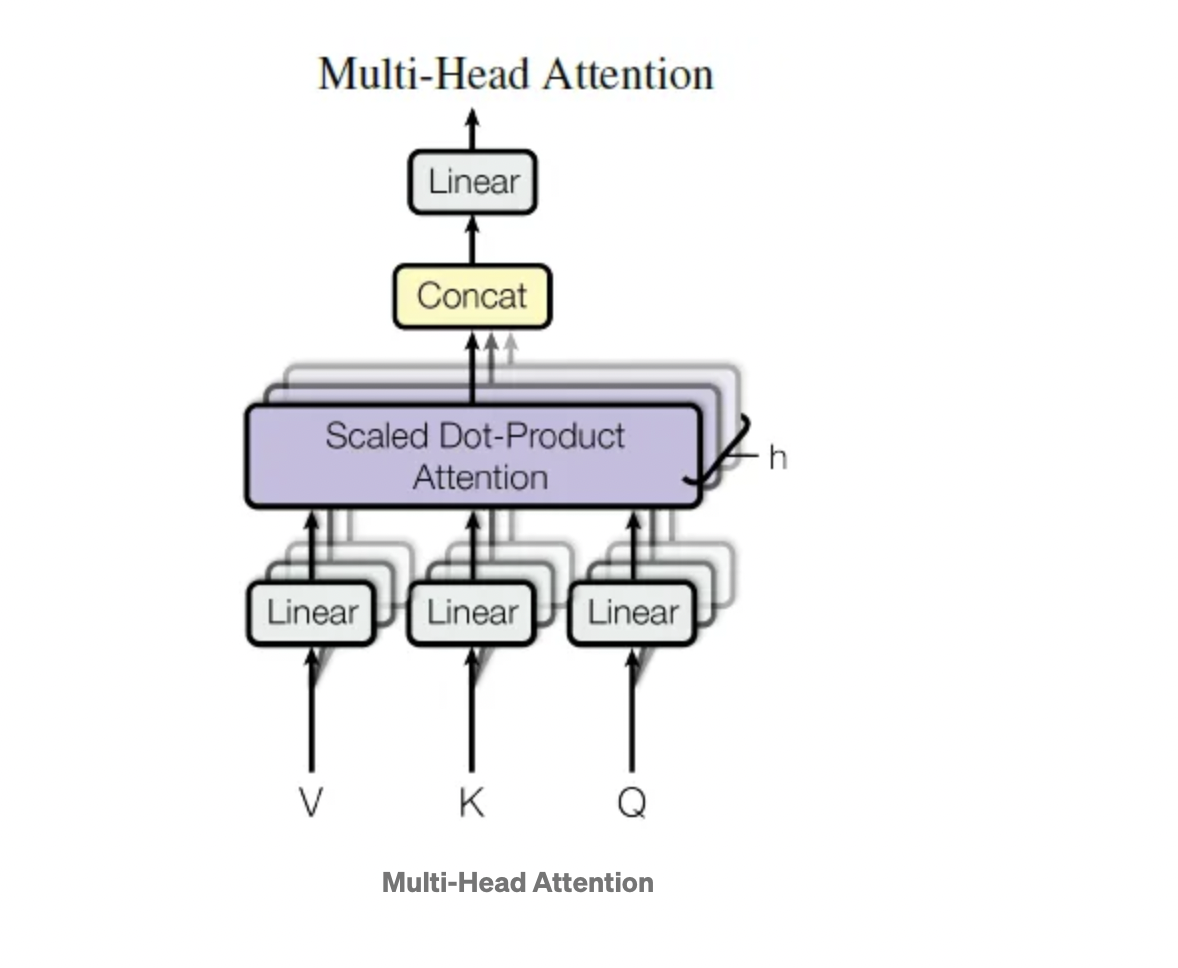 Multi-Head Attention
Linear
Concat
Scaled Dot-Product
Attention
h
Linear Linear Linear
V K Q
Multi-Head Attention